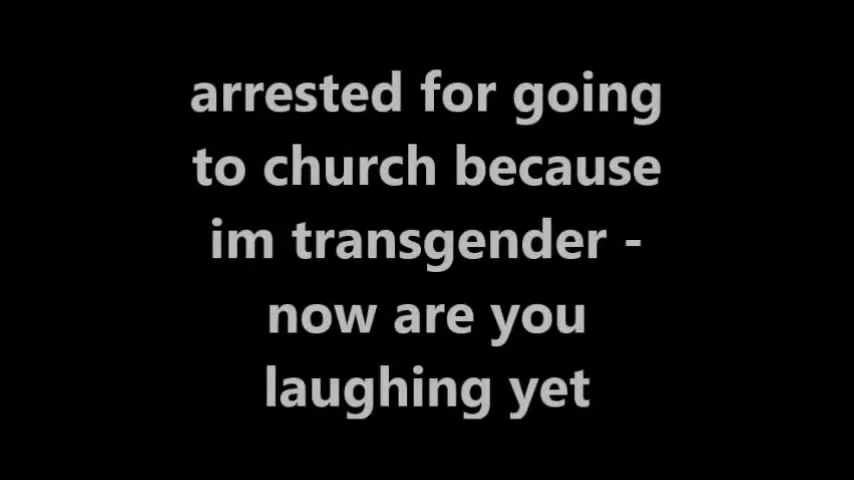 arrested for going
to church because
im transgender -
now are you
laughing yet